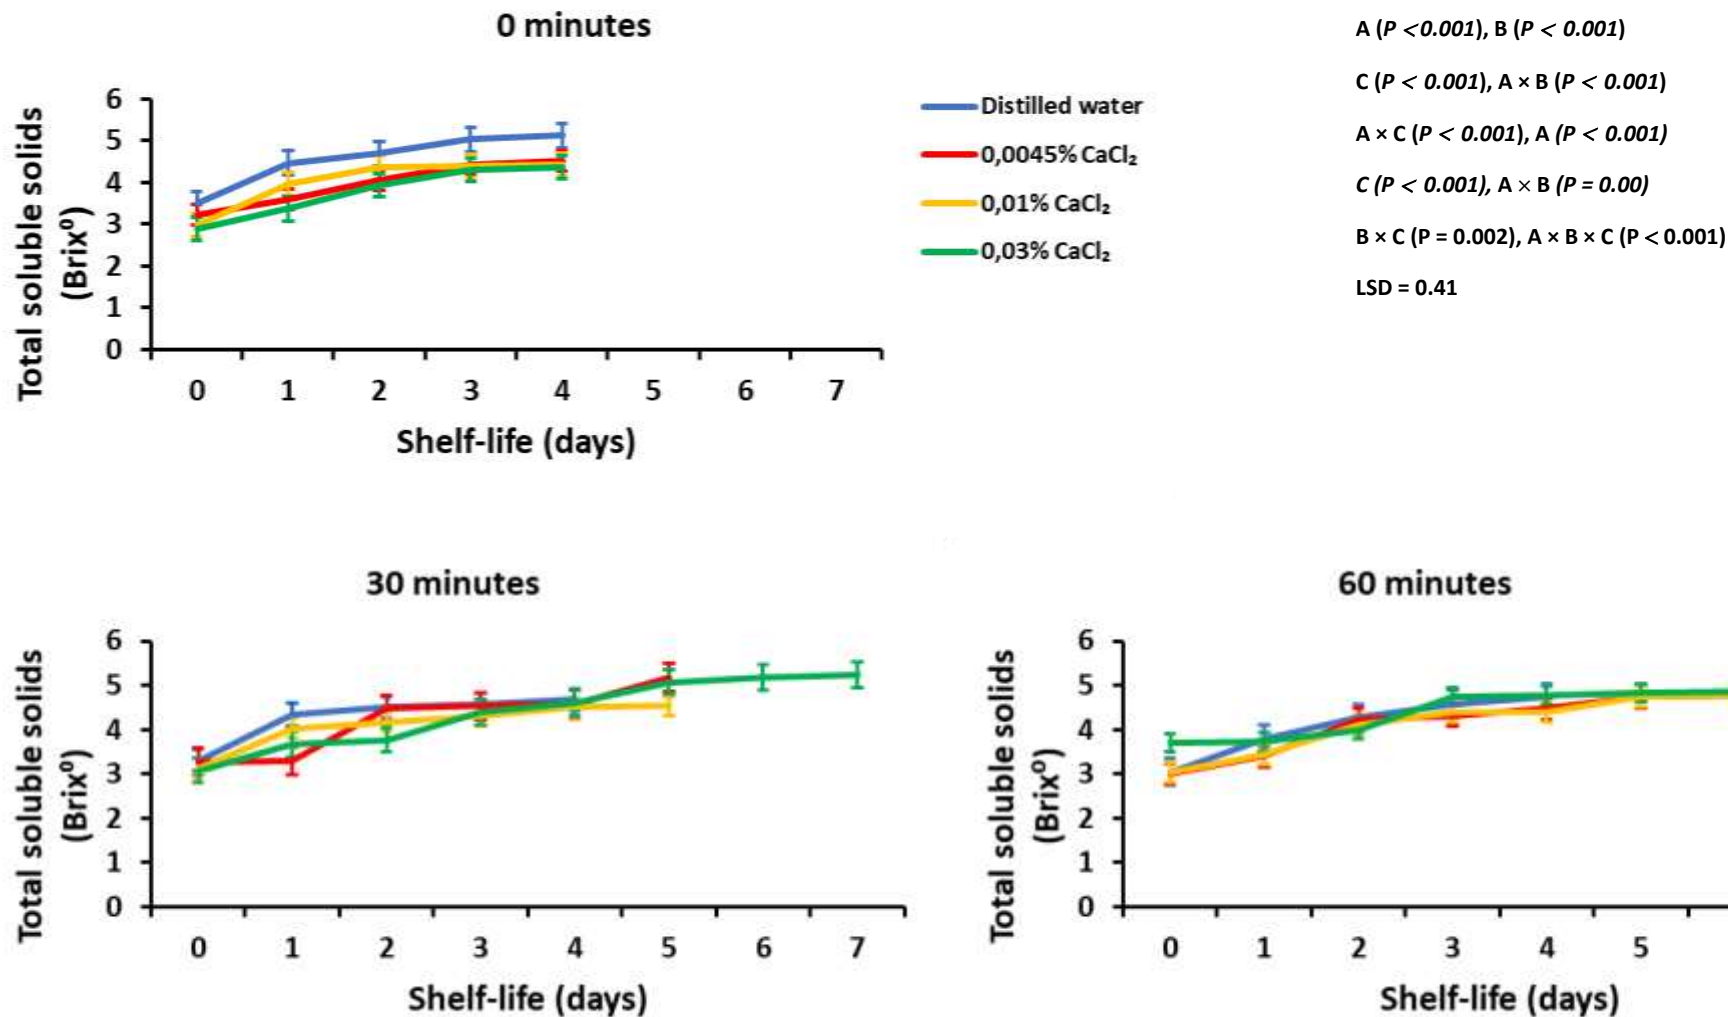 0 minutes
Total soluble solids
(Brix⁰)
6
5
4
3
2
1
0
0 1 2 3 4 5 6 7
Shelf-life (days)
Distilled water
0,0045% CaCl₂
0,01% CaCl₂
0,03% CaCl₂
A (P < 0.001), B (P < 0.001)
C (P < 0.001), A × B (P < 0.001)
A × C (P < 0.001), A (P < 0.001)
C (P < 0.001), A × B (P = 0.00)
B × C (P = 0.002), A × B × C (P < 0.001)
LSD = 0.41
30 minutes
Total soluble solids
(Brix⁰)
6
5
4
3
2
1
0
0 1 2 3 4 5 6 7
Shelf-life (days)
60 minutes
Total soluble solids
(Brix⁰)
6
5
4
3
2
1
0
0 1 2 3 4 5
Shelf-life (days)